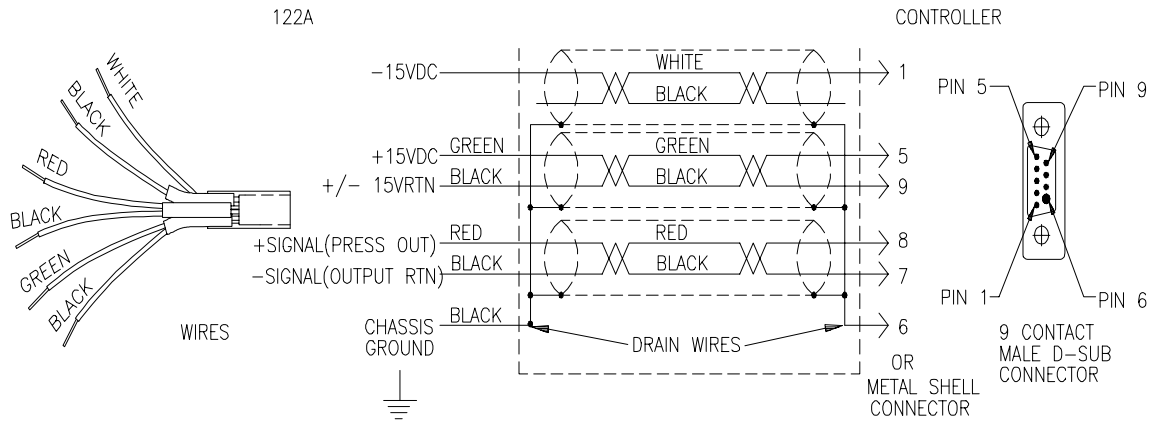 122A
CONTROLLER
WHITE
BLACK
RED
BLACK
GREEN
BLACK
WIRES
-15VDC
WHITE
1
BLACK
+15VDC
GREEN
GREEN
5
+/- 15VRTN
BLACK
BLACK
9
+SIGNAL(PRESS OUT)
RED
RED
8
-SIGNAL(OUTPUT RTN)
BLACK
BLACK
7
CHASSIS
GROUND
BLACK
6
DRAIN WIRES
OR
METAL SHELL
CONNECTOR
PIN 5
PIN 9
PIN 1
PIN 6
9 CONTACT
MALE D-SUB
CONNECTOR